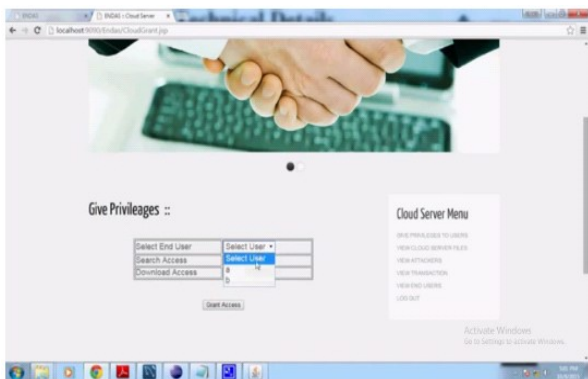 ENDAS
ENDAS :: Cloud Server
Technical Details
localhost:9090/Endas/CloudGrant.jsp
Give Privileages ::
Select End User
Select User
Search Access
Select User
a
Download Access
b
Grant Access
Cloud Server Menu
GIVE PRIVILEGES TO USERS
VIEW CLOUD SERVER FILES
VIEW ATTACKERS
VIEW TRANSACTION
VIEW END USERS
LOG OUT
Activate Windows
Go to Settings to activate Windows.